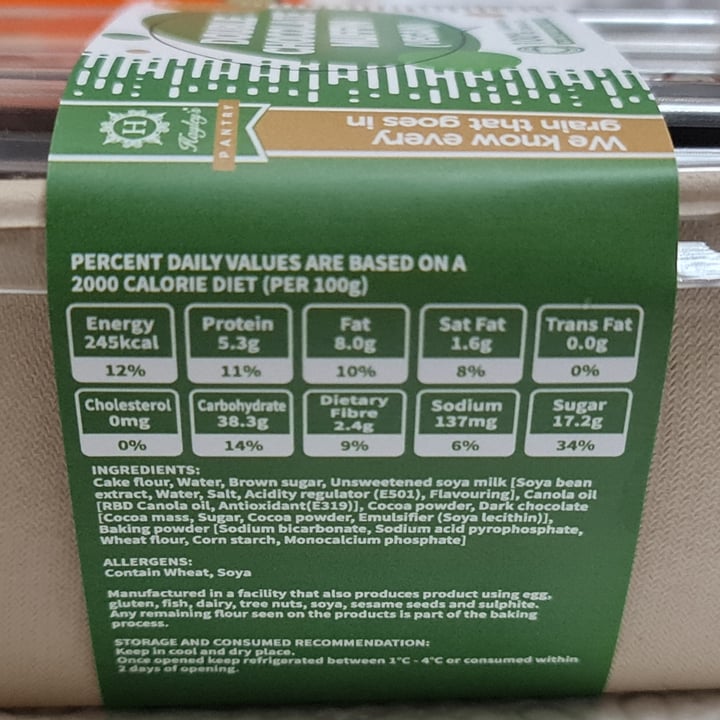 We know every
grain that goes in
H
Hayley's
PANTRY
PERCENT DAILY VALUES ARE BASED ON A
2000 CALORIE DIET (PER 100g)
Energy
245kcal
12%
Protein
5.3g
11%
Fat
8.0g
10%
Sat Fat
1.6g
8%
Trans Fat
0.0g
0%
Cholesterol
0mg
0%
Carbohydrate
38.3g
14%
Dietary
Fibre
2.4g
9%
Sodium
137mg
6%
Sugar
17.2g
34%
INGREDIENTS:
Cake flour, Water, Brown sugar, Unsweetened soya milk [Soya bean
extract, Water, Salt, Acidity regulator (E501), Flavouring], Canola oil
[RBD Canola oil, Antioxidant(E319)], Cocoa powder, Dark chocolate
[Cocoa mass, Sugar, Cocoa powder, Emulsifier (Soya lecithin)],
Baking powder [Sodium bicarbonate, Sodium acid pyrophosphate,
Wheat flour, Corn starch, Monocalcium phosphate]
ALLERGENS:
Contain Wheat, Soya
Manufactured in a facility that also produces product using egg,
gluten, fish, dairy, tree nuts, soya, sesame seeds and sulphite.
Any remaining flour seen on the products is part of the baking
process.
STORAGE AND CONSUMED RECOMMENDATION:
Keep in cool and dry place.
Once opened keep refrigerated between 1°C - 4°C or consumed within
2 days of opening.